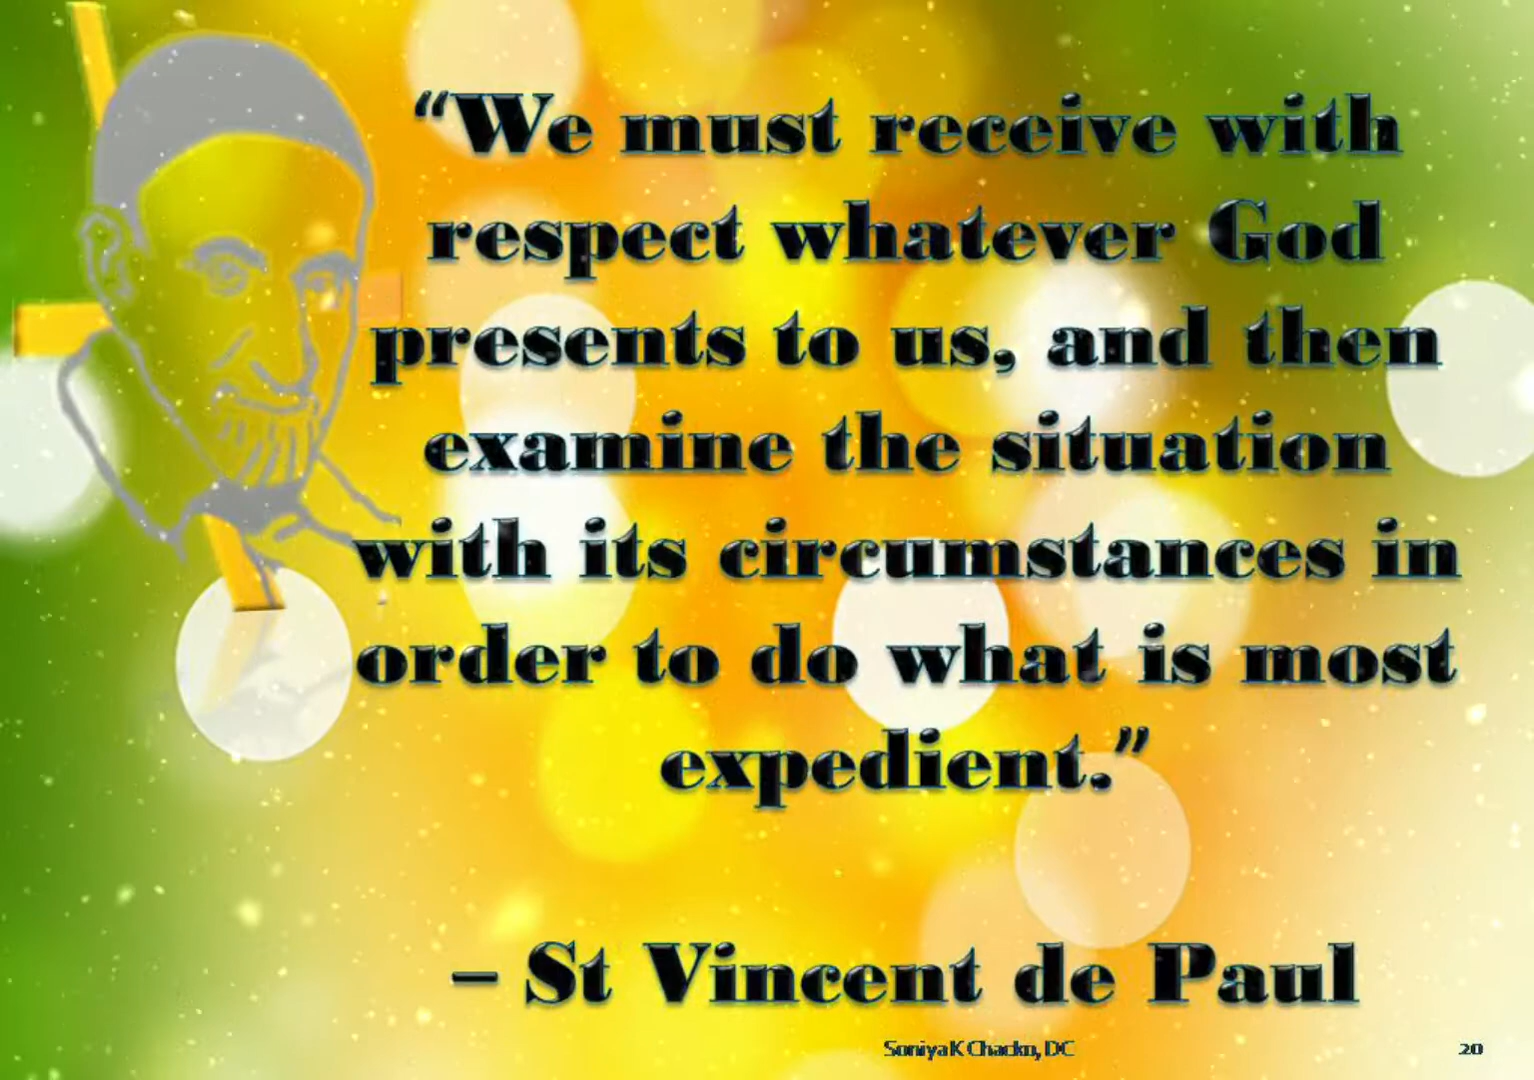 “We must receive with
respect whatever God
presents to us, and then
examine the situation
with its circumstances in
order to do what is most
expedient.”
– St Vincent de Paul
Soniya K Chacko, DC
20